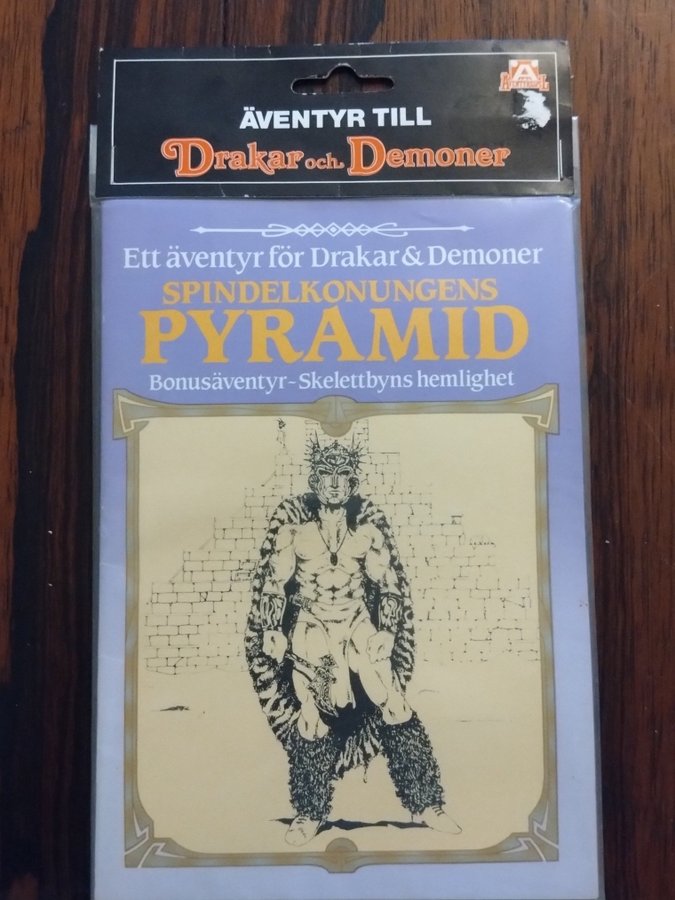 ÄVENTYR TILL
Drakar och Demoner
Ett äventyr för Drakar & Demoner
SPINDELKONUNGENS
PYRAMID
Bonusäventyr - Skelettbyns hemlighet